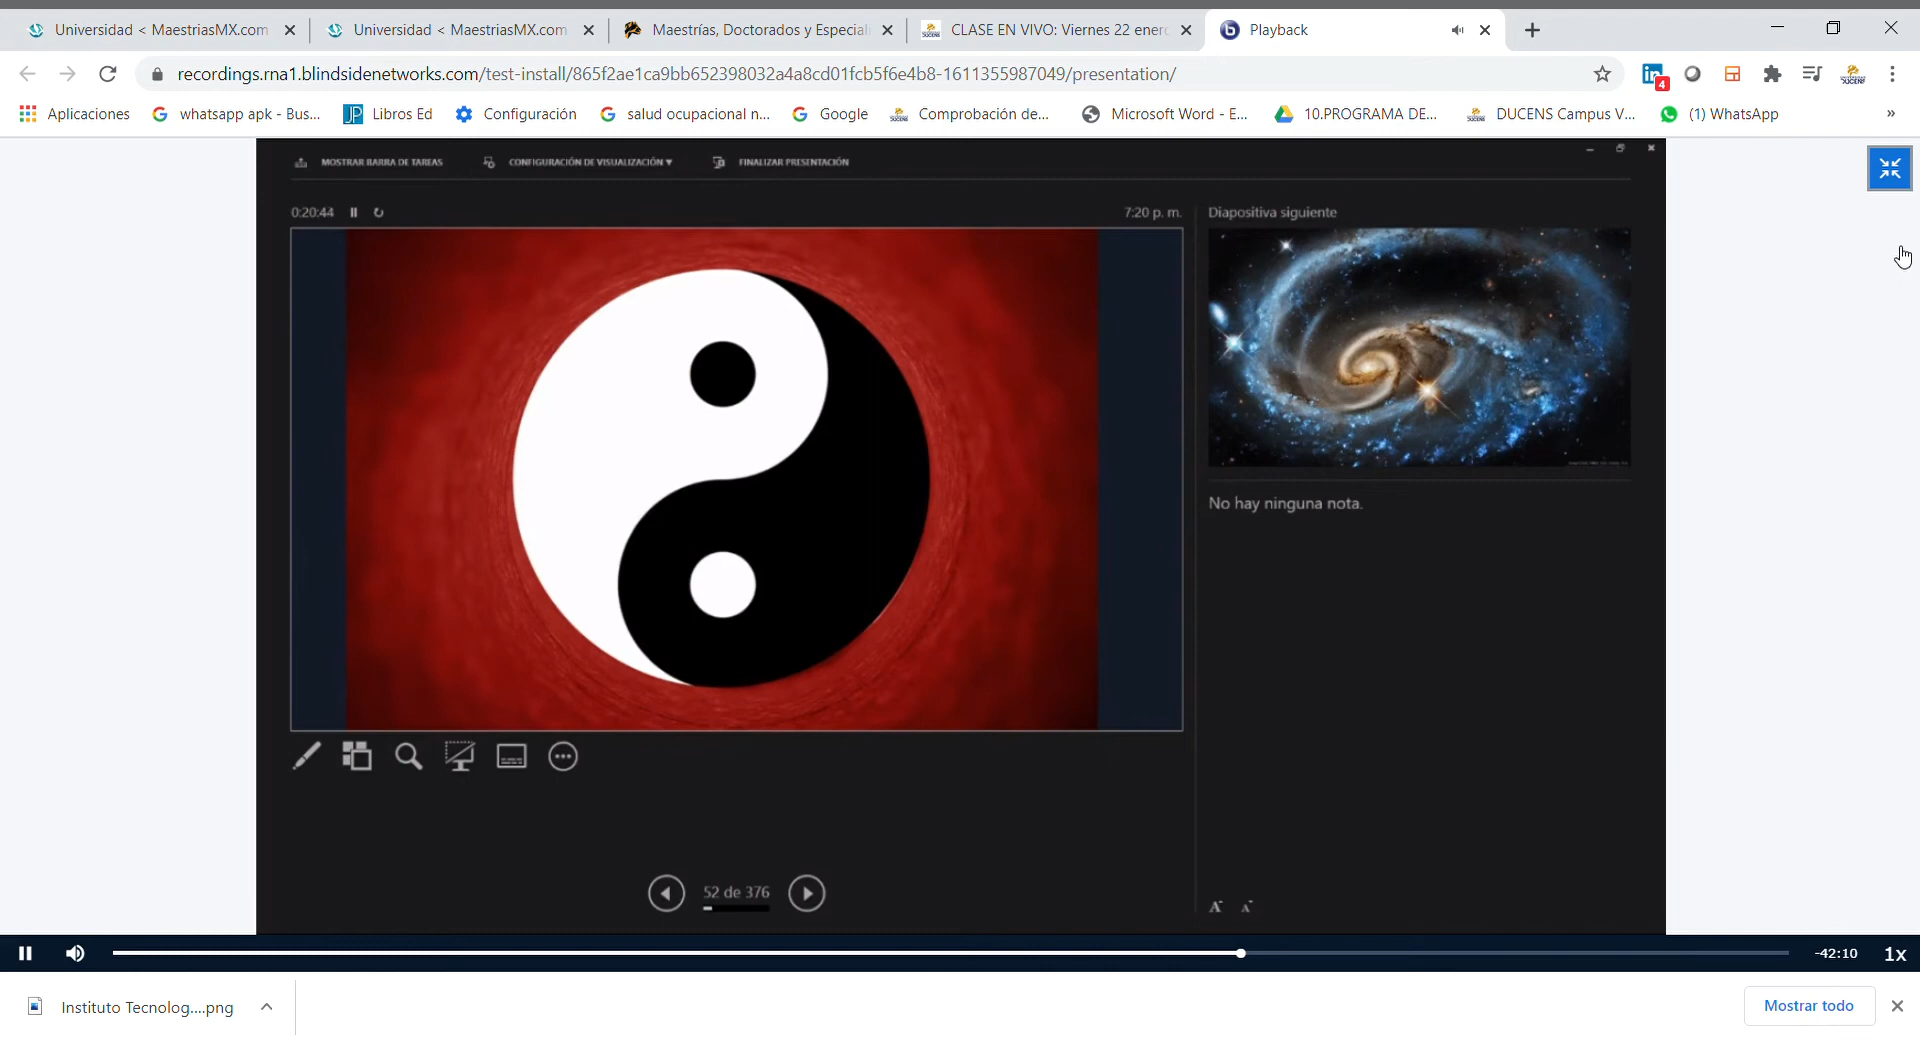 Universidad < MaestriasMX.com
Universidad < MaestriasMX.com
Maestrías, Doctorados y Especiali
CLASE EN VIVO: Viernes 22 enero
Playback
recordings.rna1.blindsidenetworks.com/test-install/865f2ae1ca9bb652398032a4a8cd01fcb5f6e4b8-1611355987049/presentation/
4
Aplicaciones
whatsapp apk - Bus...
Libros Ed
Configuración
salud ocupacional n...
Google
Comprobación de...
Microsoft Word - E...
10.PROGRAMA DE...
DUCENS Campus V...
(1) WhatsApp
»
MOSTRAR BARRA DE TAREAS
CONFIGURACIÓN DE VISUALIZACIÓN ▼
FINALIZAR PRESENTACIÓN
0:20:44
7:20 p. m.
Diapositiva siguiente
No hay ninguna nota.
52 de 376
A A
-42:10
1x
Instituto Tecnolog....png
Mostrar todo